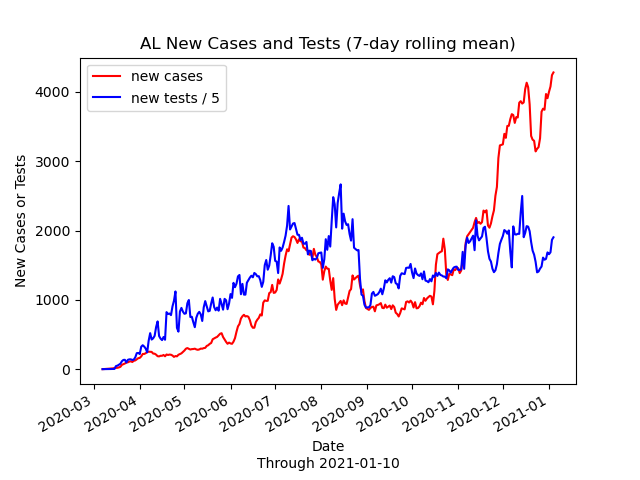 AL New Cases and Tests (7-day rolling mean)
new cases
new tests / 5
New Cases or Tests
4000
3000
2000
1000
0
2020-03
2020-04
2020-05
2020-06
2020-07
2020-08
2020-09
2020-10
2020-11
2020-12
2021-01
Date
Through 2021-01-10